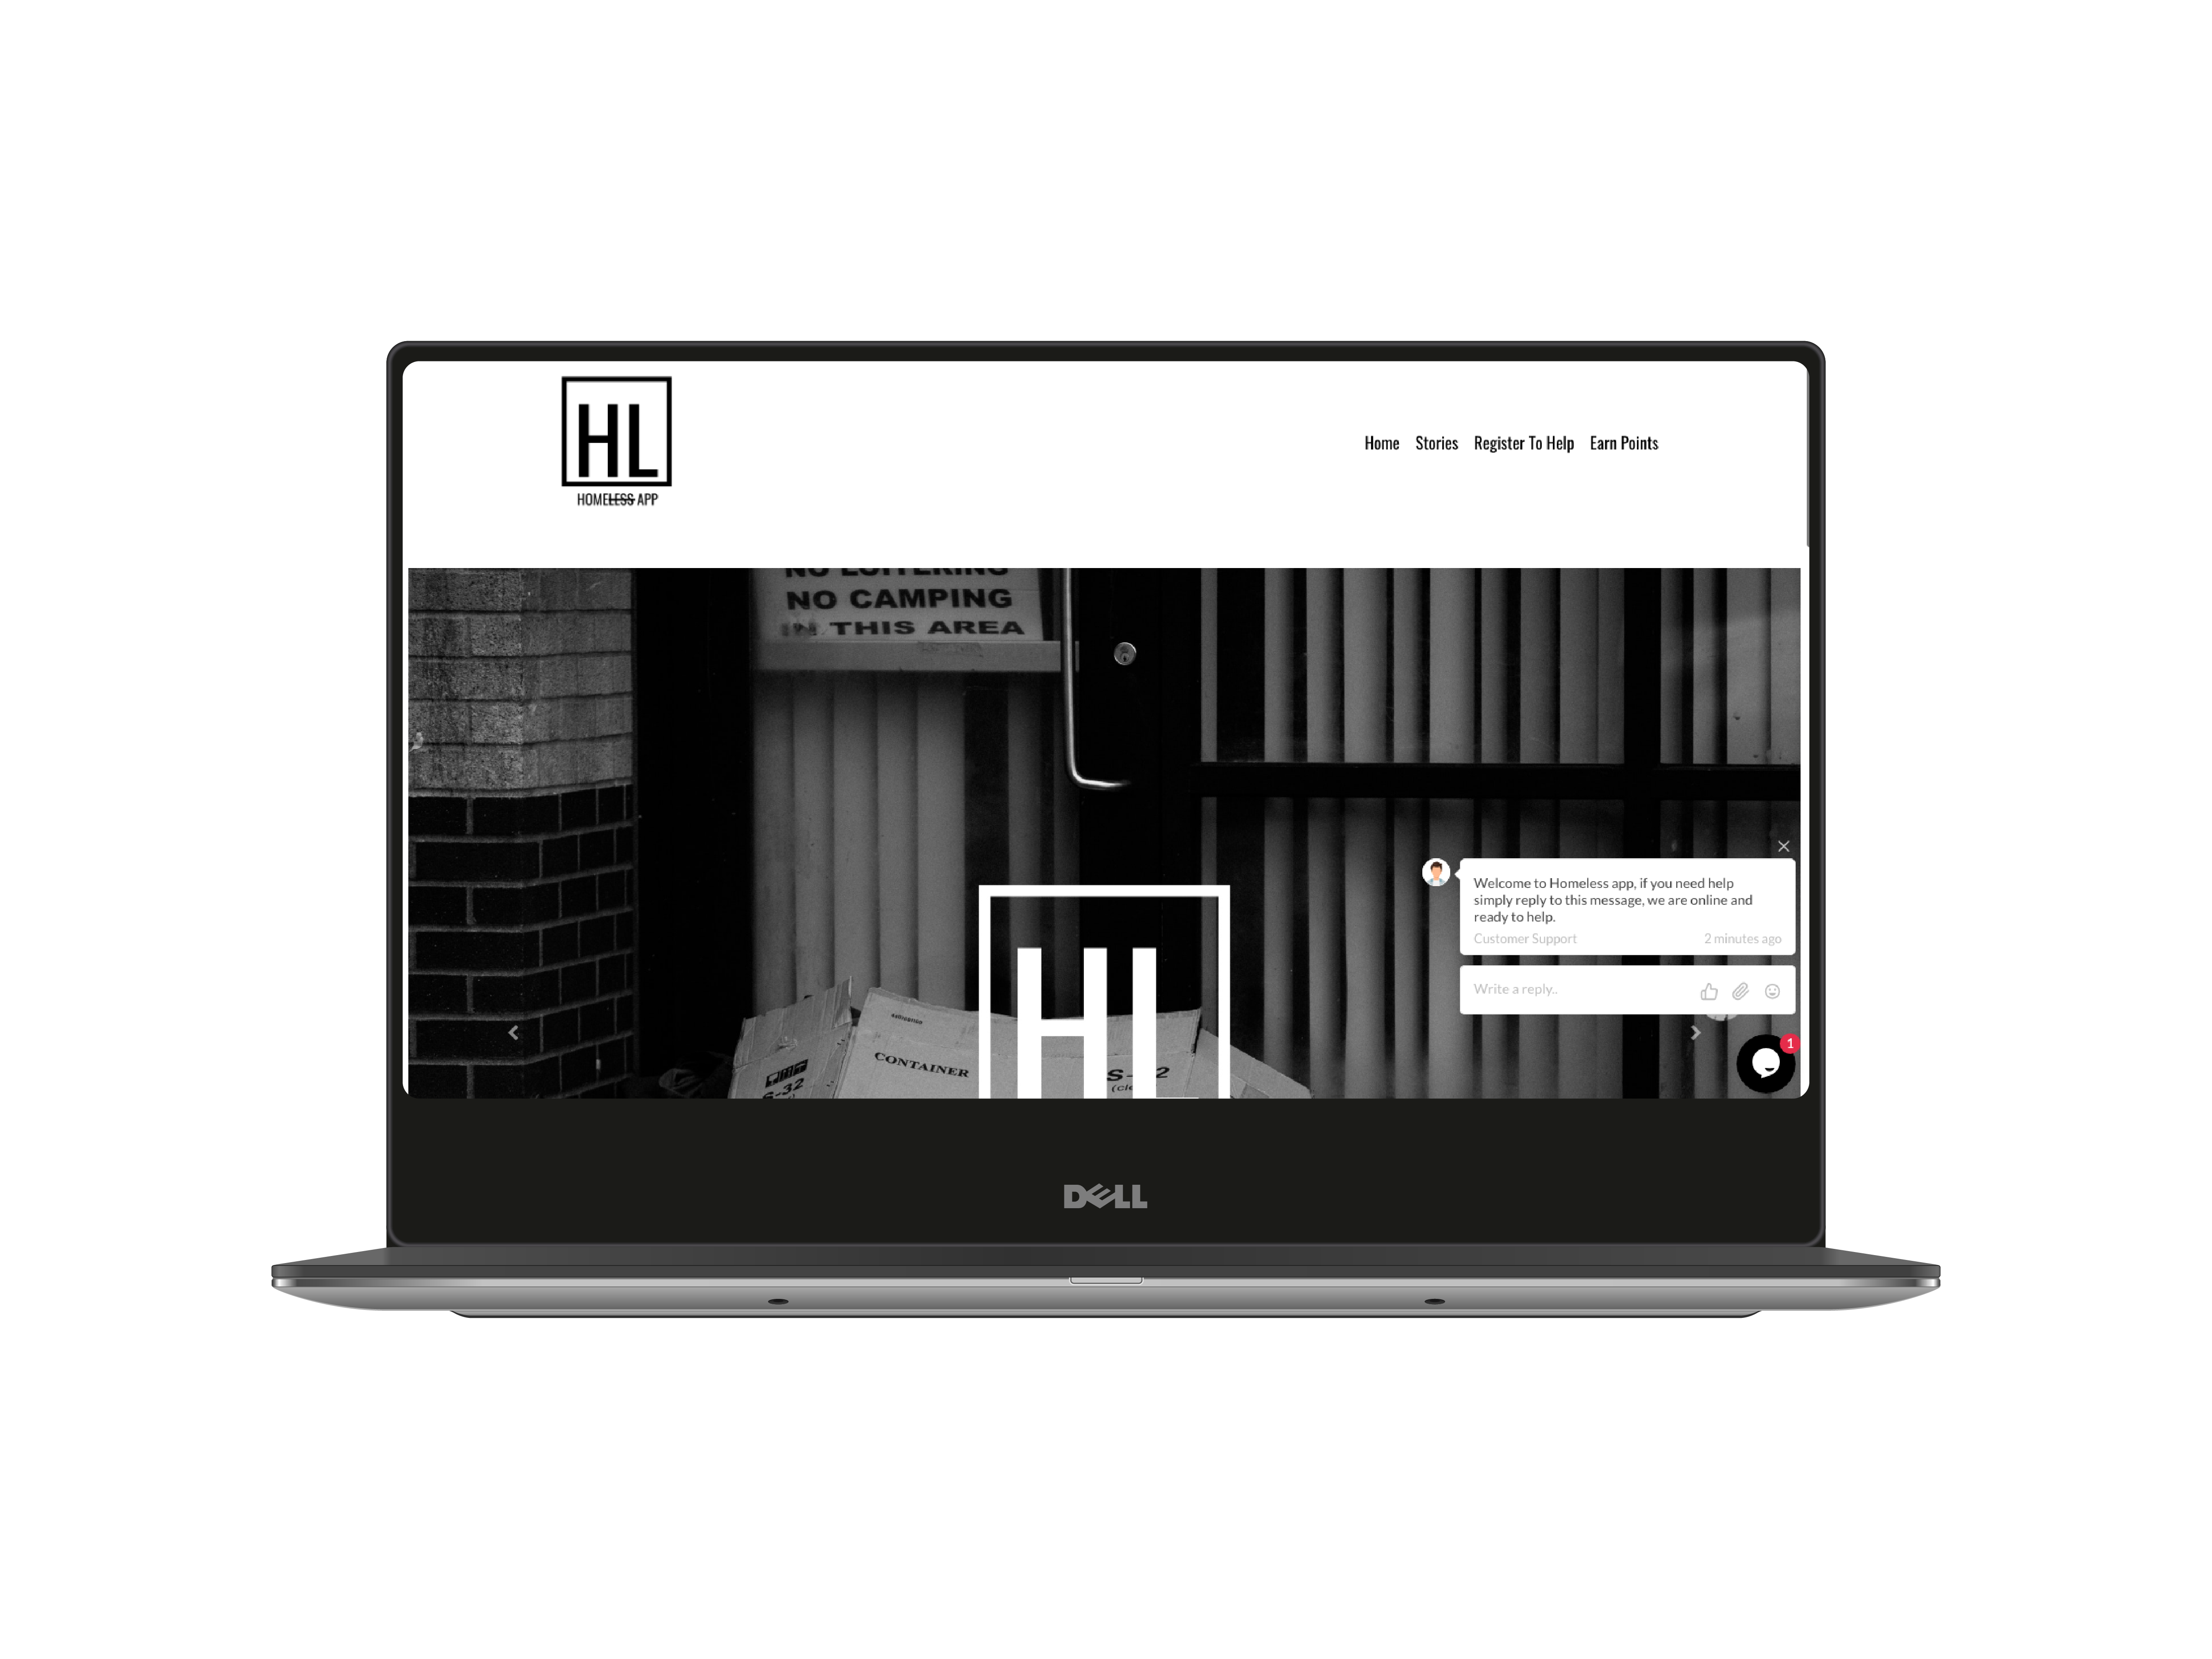 HL
HOMELESS APP
Home Stories Register To Help Earn Points
NO LOITERING
NO CAMPING
IN THIS AREA
Welcome to Homeless app, if you need help
simply reply to this message, we are online and
ready to help.
Customer Support 2 minutes ago
Write a reply..
1
HL
CONTAINER
S-32
DELL